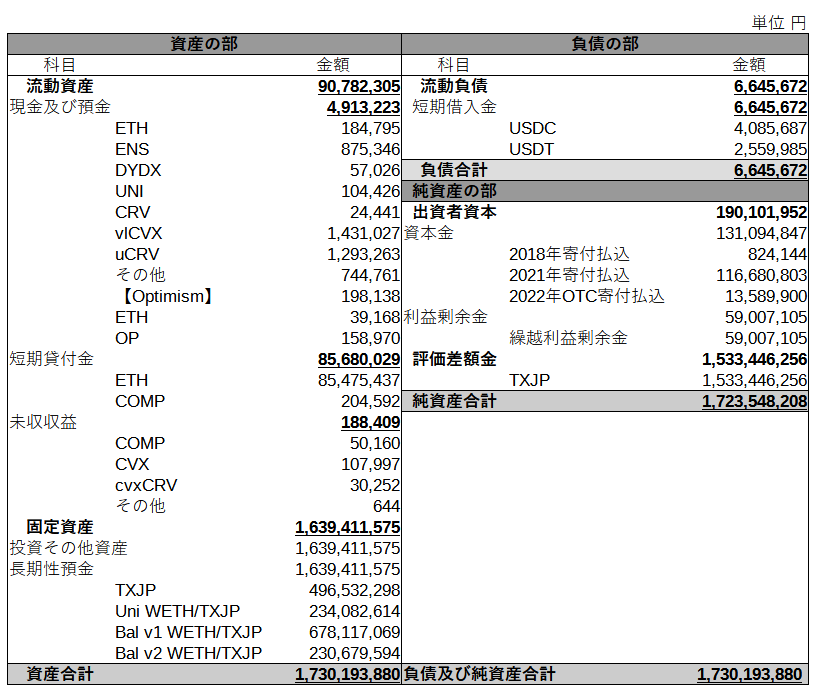 単位 円
資産の部 負債の部
科目 金額 科目 金額
流動資産 90,782,305 流動負債 6,645,672
現金及び預金 4,913,223 短期借入金 6,645,672
ETH 184,795 USDC 4,085,687
ENS 875,346 USDT 2,559,985
DYDX 57,026 負債合計 6,645,672
UNI 104,426 純資産の部
CRV 24,441 出資者資本 190,101,952
vlCVX 1,431,027 資本金 131,094,847
uCRV 1,293,263 2018年寄付払込 824,144
その他 744,761 2021年寄付払込 116,680,803
【Optimism】 198,138 2022年OTC寄付払込 13,589,900
ETH 39,168 利益剰余金 59,007,105
OP 158,970 繰越利益剰余金 59,007,105
短期貸付金 85,680,029 評価差額金 1,533,446,256
ETH 85,475,437 TXJP 1,533,446,256
COMP 204,592 純資産合計 1,723,548,208
未収収益 188,409
COMP 50,160
CVX 107,997
cvxCRV 30,252
その他 644
固定資産 1,639,411,575
投資その他資産 1,639,411,575
長期性預金 1,639,411,575
TXJP 496,532,298
Uni WETH/TXJP 234,082,614
Bal v1 WETH/TXJP 678,117,069
Bal v2 WETH/TXJP 230,679,594
資産合計 1,730,193,880 負債及び純資産合計 1,730,193,880